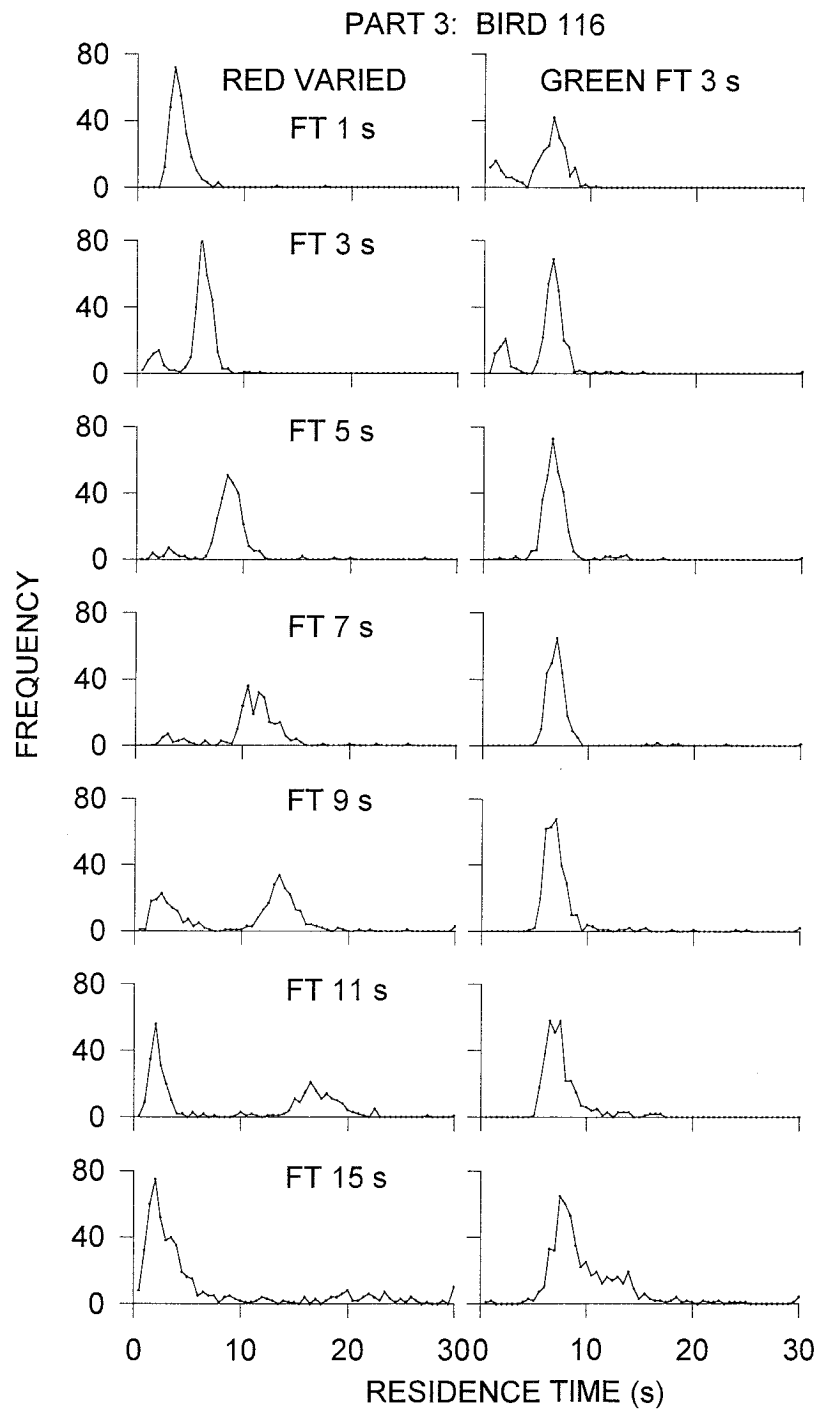 PART 3: BIRD 116
RED VARIED
GREEN FT 3 s
FT 1 s
80
40
0
FT 3 s
80
40
0
FT 5 s
80
40
0
FT 7 s
80
40
0
FT 9 s
80
40
0
FT 11 s
80
40
0
FT 15 s
80
40
0
FREQUENCY
0 10 20 30 0 10 20 30
RESIDENCE TIME (s)